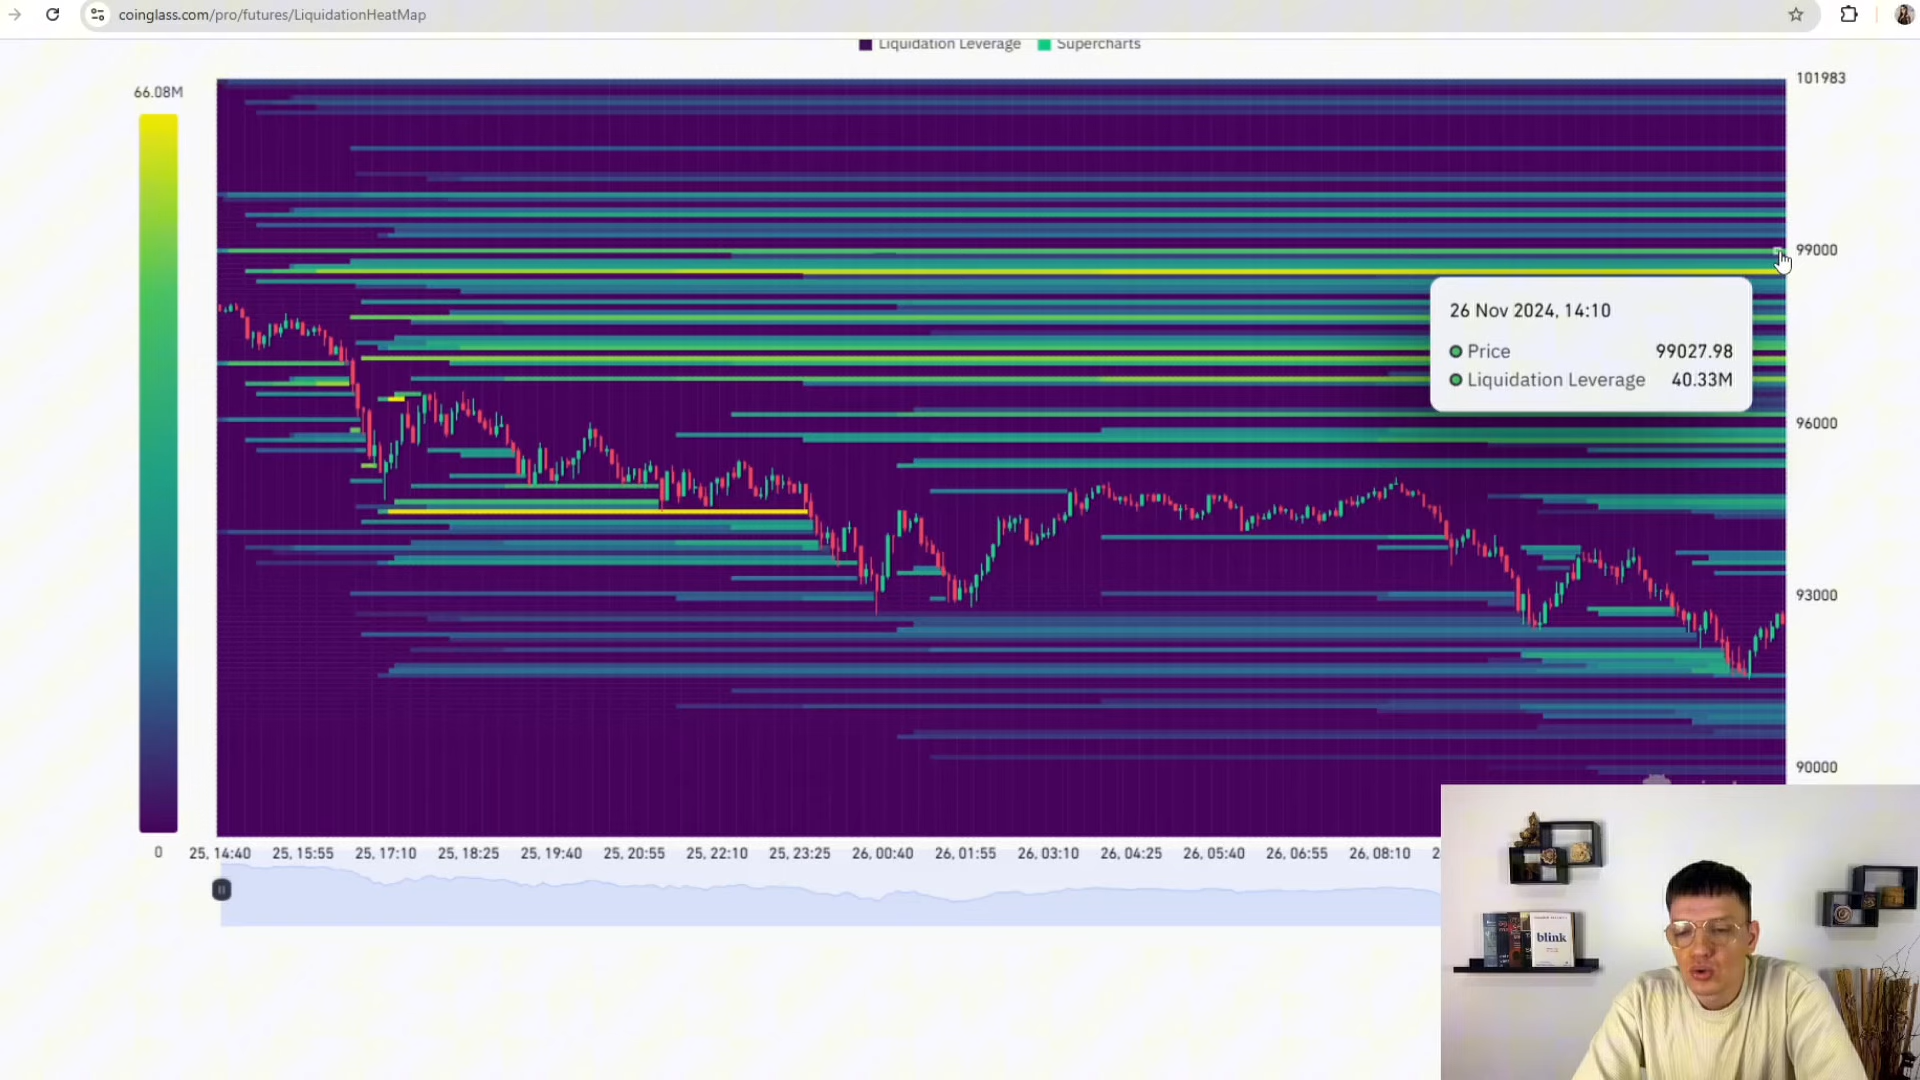 coinglass.com/pro/futures/LiquidationHeatMap
Liquidation Leverage Supercharts
66.08M
101983
99000
26 Nov 2024, 14:10
Price 99027.98
Liquidation Leverage 40.33M
96000
93000
90000
0
25, 14:40 25, 15:55 25, 17:10 25, 18:25 25, 19:40 25, 20:55 25, 22:10 25, 23:25 26, 00:40 26, 01:55 26, 03:10 26, 04:25 26, 05:40 26, 06:55 26, 08:10 2
blink